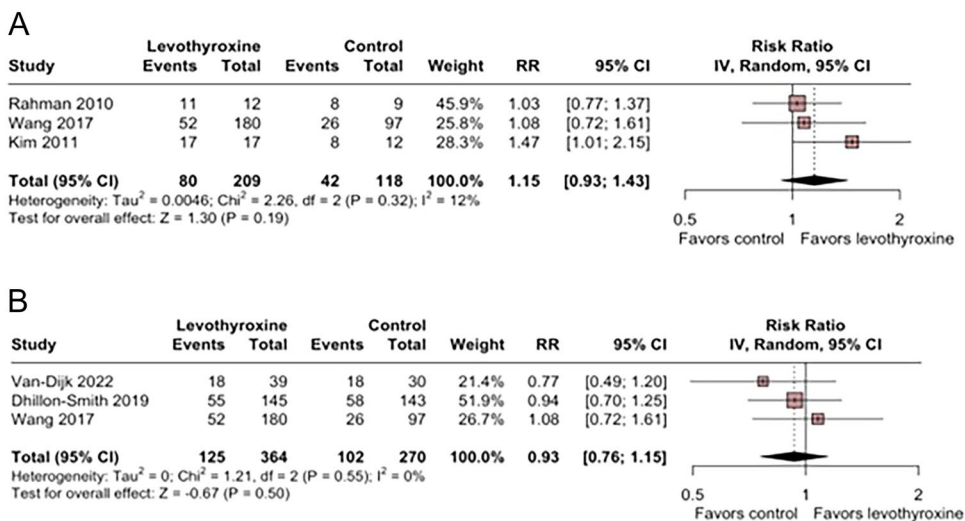 A
Levothyroxine Control Risk Ratio
Study Events Total Events Total Weight RR 95% CI IV, Random, 95% CI
Rahman 2010 11 12 8 9 45.9% 1.03 [0.77; 1.37]
Wang 2017 52 180 26 97 25.8% 1.08 [0.72; 1.61]
Kim 2011 17 17 8 12 28.3% 1.47 [1.01; 2.15]
Total (95% CI) 80 209 42 118 100.0% 1.15 [0.93; 1.43]
Heterogeneity: Tau² = 0.0046; Chi² = 2.26, df = 2 (P = 0.32); I² = 12%
Test for overall effect: Z = 1.30 (P = 0.19)
0.5 1 2
Favors control Favors levothyroxine
B
Levothyroxine Control Risk Ratio
Study Events Total Events Total Weight RR 95% CI IV, Random, 95% CI
Van-Dijk 2022 18 39 18 30 21.4% 0.77 [0.49; 1.20]
Dhillon-Smith 2019 55 145 58 143 51.9% 0.94 [0.70; 1.25]
Wang 2017 52 180 26 97 26.7% 1.08 [0.72; 1.61]
Total (95% CI) 125 364 102 270 100.0% 0.93 [0.76; 1.15]
Heterogeneity: Tau² = 0; Chi² = 1.21, df = 2 (P = 0.55); I² = 0%
Test for overall effect: Z = -0.67 (P = 0.50)
0.5 1 2
Favors control Favors levothyroxine